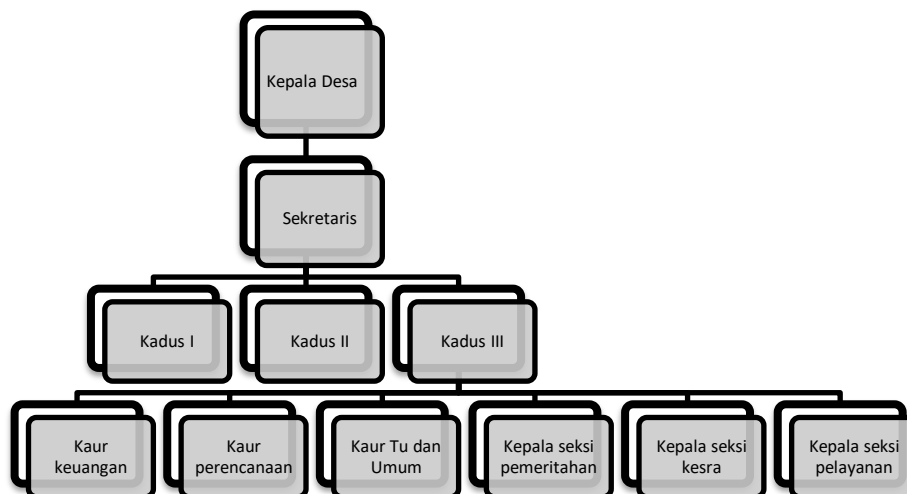 Kepala Desa
Sekretaris
Kadus I
Kadus II
Kadus III
Kaur
keuangan
Kaur
perencanaan
Kaur Tu dan
Umum
Kepala seksi
pemeritahan
Kepala seksi
kesra
Kepala seksi
pelayanan